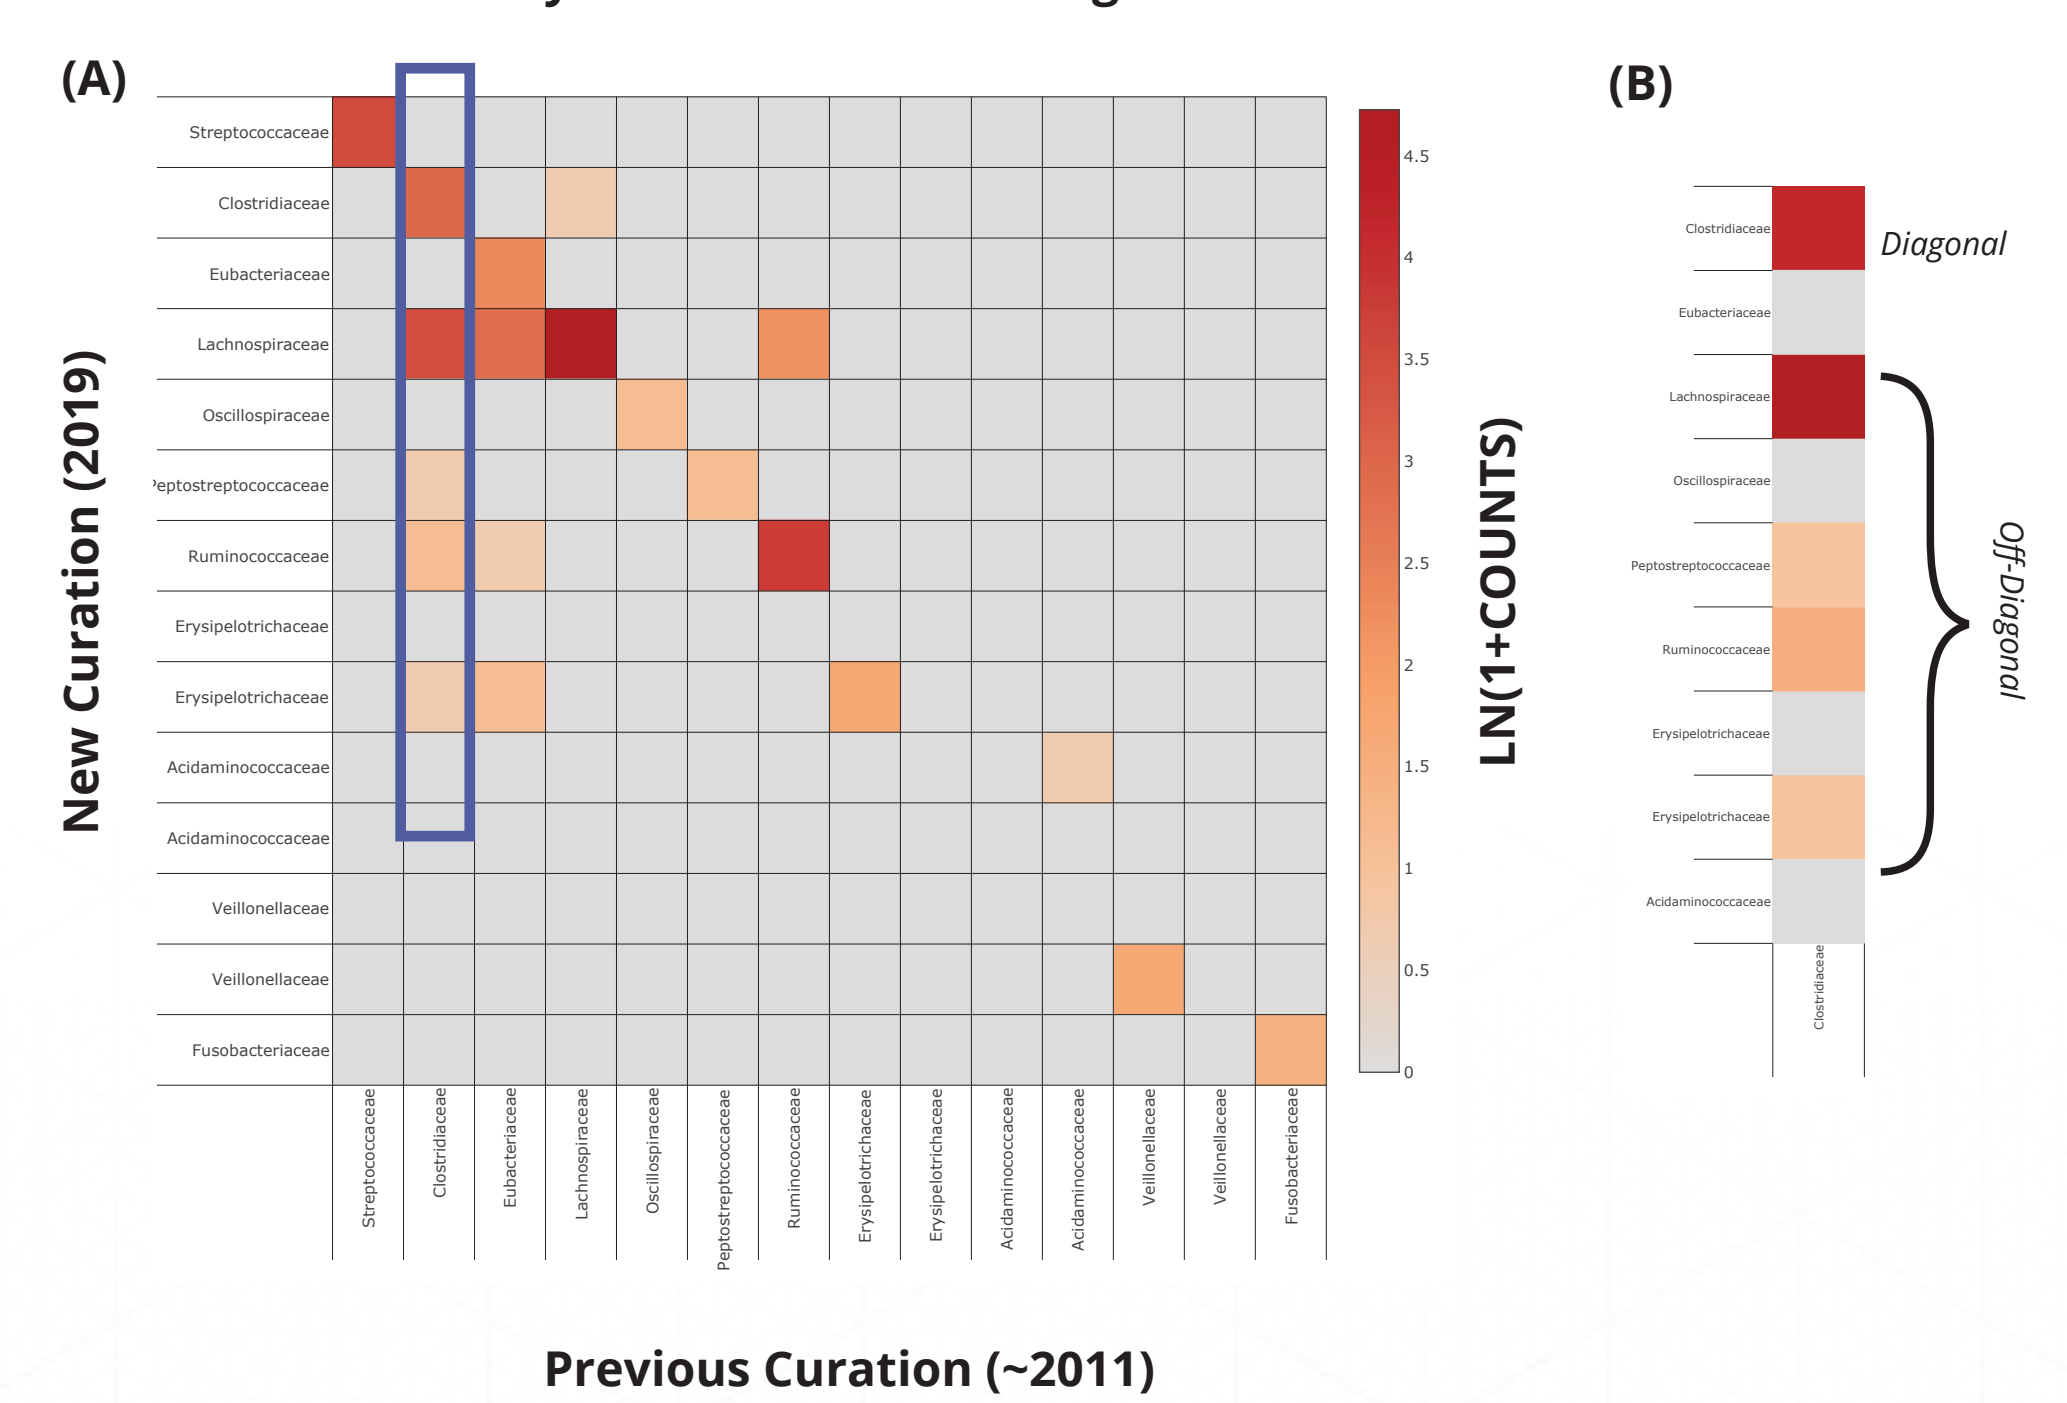 (A)
(B)
New Curation (2019)
Streptococcaceae
Clostridiaceae
Eubacteriaceae
Lachnospiraceae
Oscillospiraceae
Peptostreptococcaceae
Ruminococcaceae
Erysipelotrichaceae
Erysipelotrichaceae
Acidaminococcaceae
Acidaminococcaceae
Veillonellaceae
Veillonellaceae
Fusobacteriaceae
Streptococcaceae
Clostridiaceae
Eubacteriaceae
Lachnospiraceae
Oscillospiraceae
Peptostreptococcaceae
Ruminococcaceae
Erysipelotrichaceae
Erysipelotrichaceae
Acidaminococcaceae
Acidaminococcaceae
Veillonellaceae
Veillonellaceae
Fusobacteriaceae
Previous Curation (~2011)
4.5
4
3.5
3
2.5
2
1.5
1
0.5
0
LN(1+COUNTS)
Clostridiaceae
Eubacteriaceae
Lachnospiraceae
Oscillospiraceae
Peptostreptococcaceae
Ruminococcaceae
Erysipelotrichaceae
Erysipelotrichaceae
Acidaminococcaceae
Clostridiaceae
Diagonal
Off-Diagonal